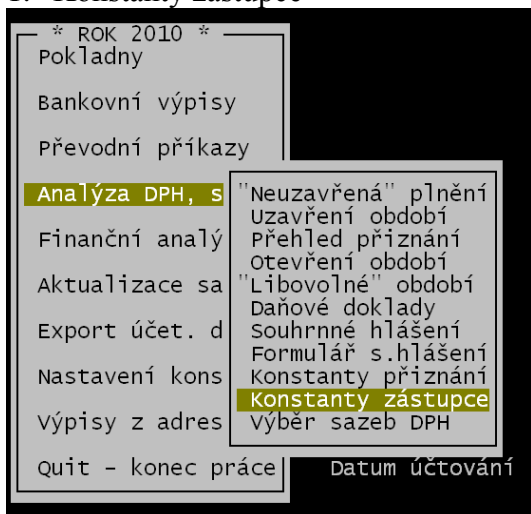 * ROK 2010 *
Pokladny
Bankovní výpisy
Převodní příkazy
Analýza DPH, s
Finanční analý
Aktualizace sa
Export účet. d
Nastavení kons
Výpisy z adres
Quit – konec práce
"Neuzavřená" plnění
Uzavření období
Přehled přiznání
Otevření období
"Libovolné" období
Daňové doklady
Souhrnné hlášení
Formulář s.hlášení
Konstanty přiznání
Konstanty zástupce
Výběr sazeb DPH
Datum účtování